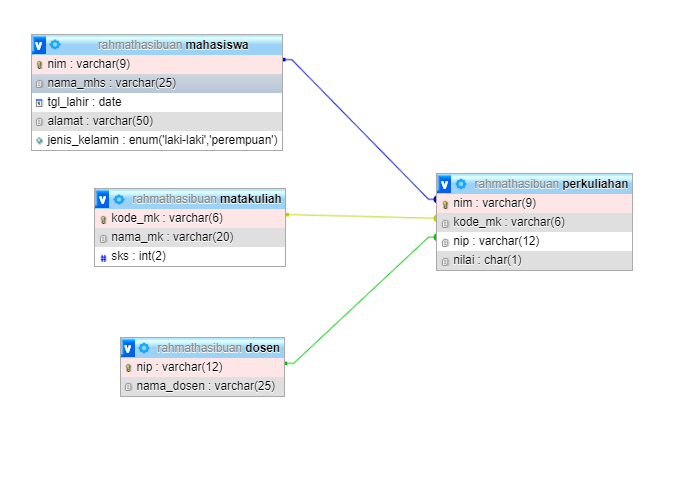 rahmathasibuan mahasiswa
nim : varchar(9)
nama_mhs : varchar(25)
tgl_lahir : date
alamat : varchar(50)
jenis_kelamin : enum('laki-laki','perempuan')
rahmathasibuan matakuliah
kode_mk : varchar(6)
nama_mk : varchar(20)
# sks : int(2)
rahmathasibuan dosen
nip : varchar(12)
nama_dosen : varchar(25)
rahmathasibuan perkuliahan
nim : varchar(9)
kode_mk : varchar(6)
nip : varchar(12)
nilai : char(1)